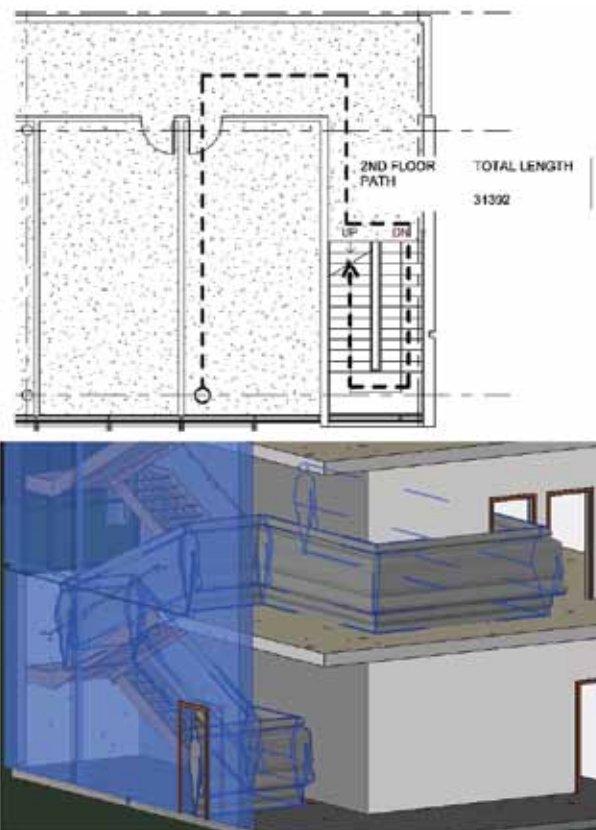 2ND FLOOR
PATH
TOTAL LENGTH
31392
UP
DN